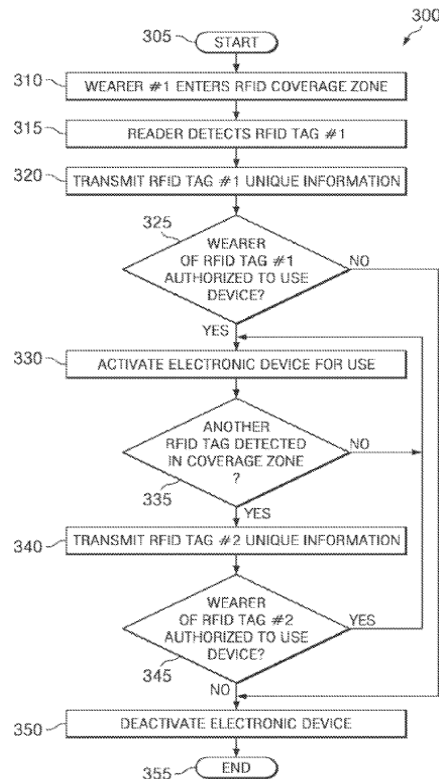 300
305
START
310
WEARER #1 ENTERS RFID COVERAGE ZONE
315
READER DETECTS RFID TAG #1
320
TRANSMIT RFID TAG #1 UNIQUE INFORMATION
325
WEARER
OF RFID TAG #1
AUTHORIZED TO USE
DEVICE?
NO
YES
330
ACTIVATE ELECTRONIC DEVICE FOR USE
ANOTHER
RFID TAG DETECTED
IN COVERAGE ZONE
?
NO
335
YES
340
TRANSMIT RFID TAG #2 UNIQUE INFORMATION
WEARER
OF RFID TAG #2
AUTHORIZED TO USE
DEVICE?
YES
345
NO
350
DEACTIVATE ELECTRONIC DEVICE
355
END